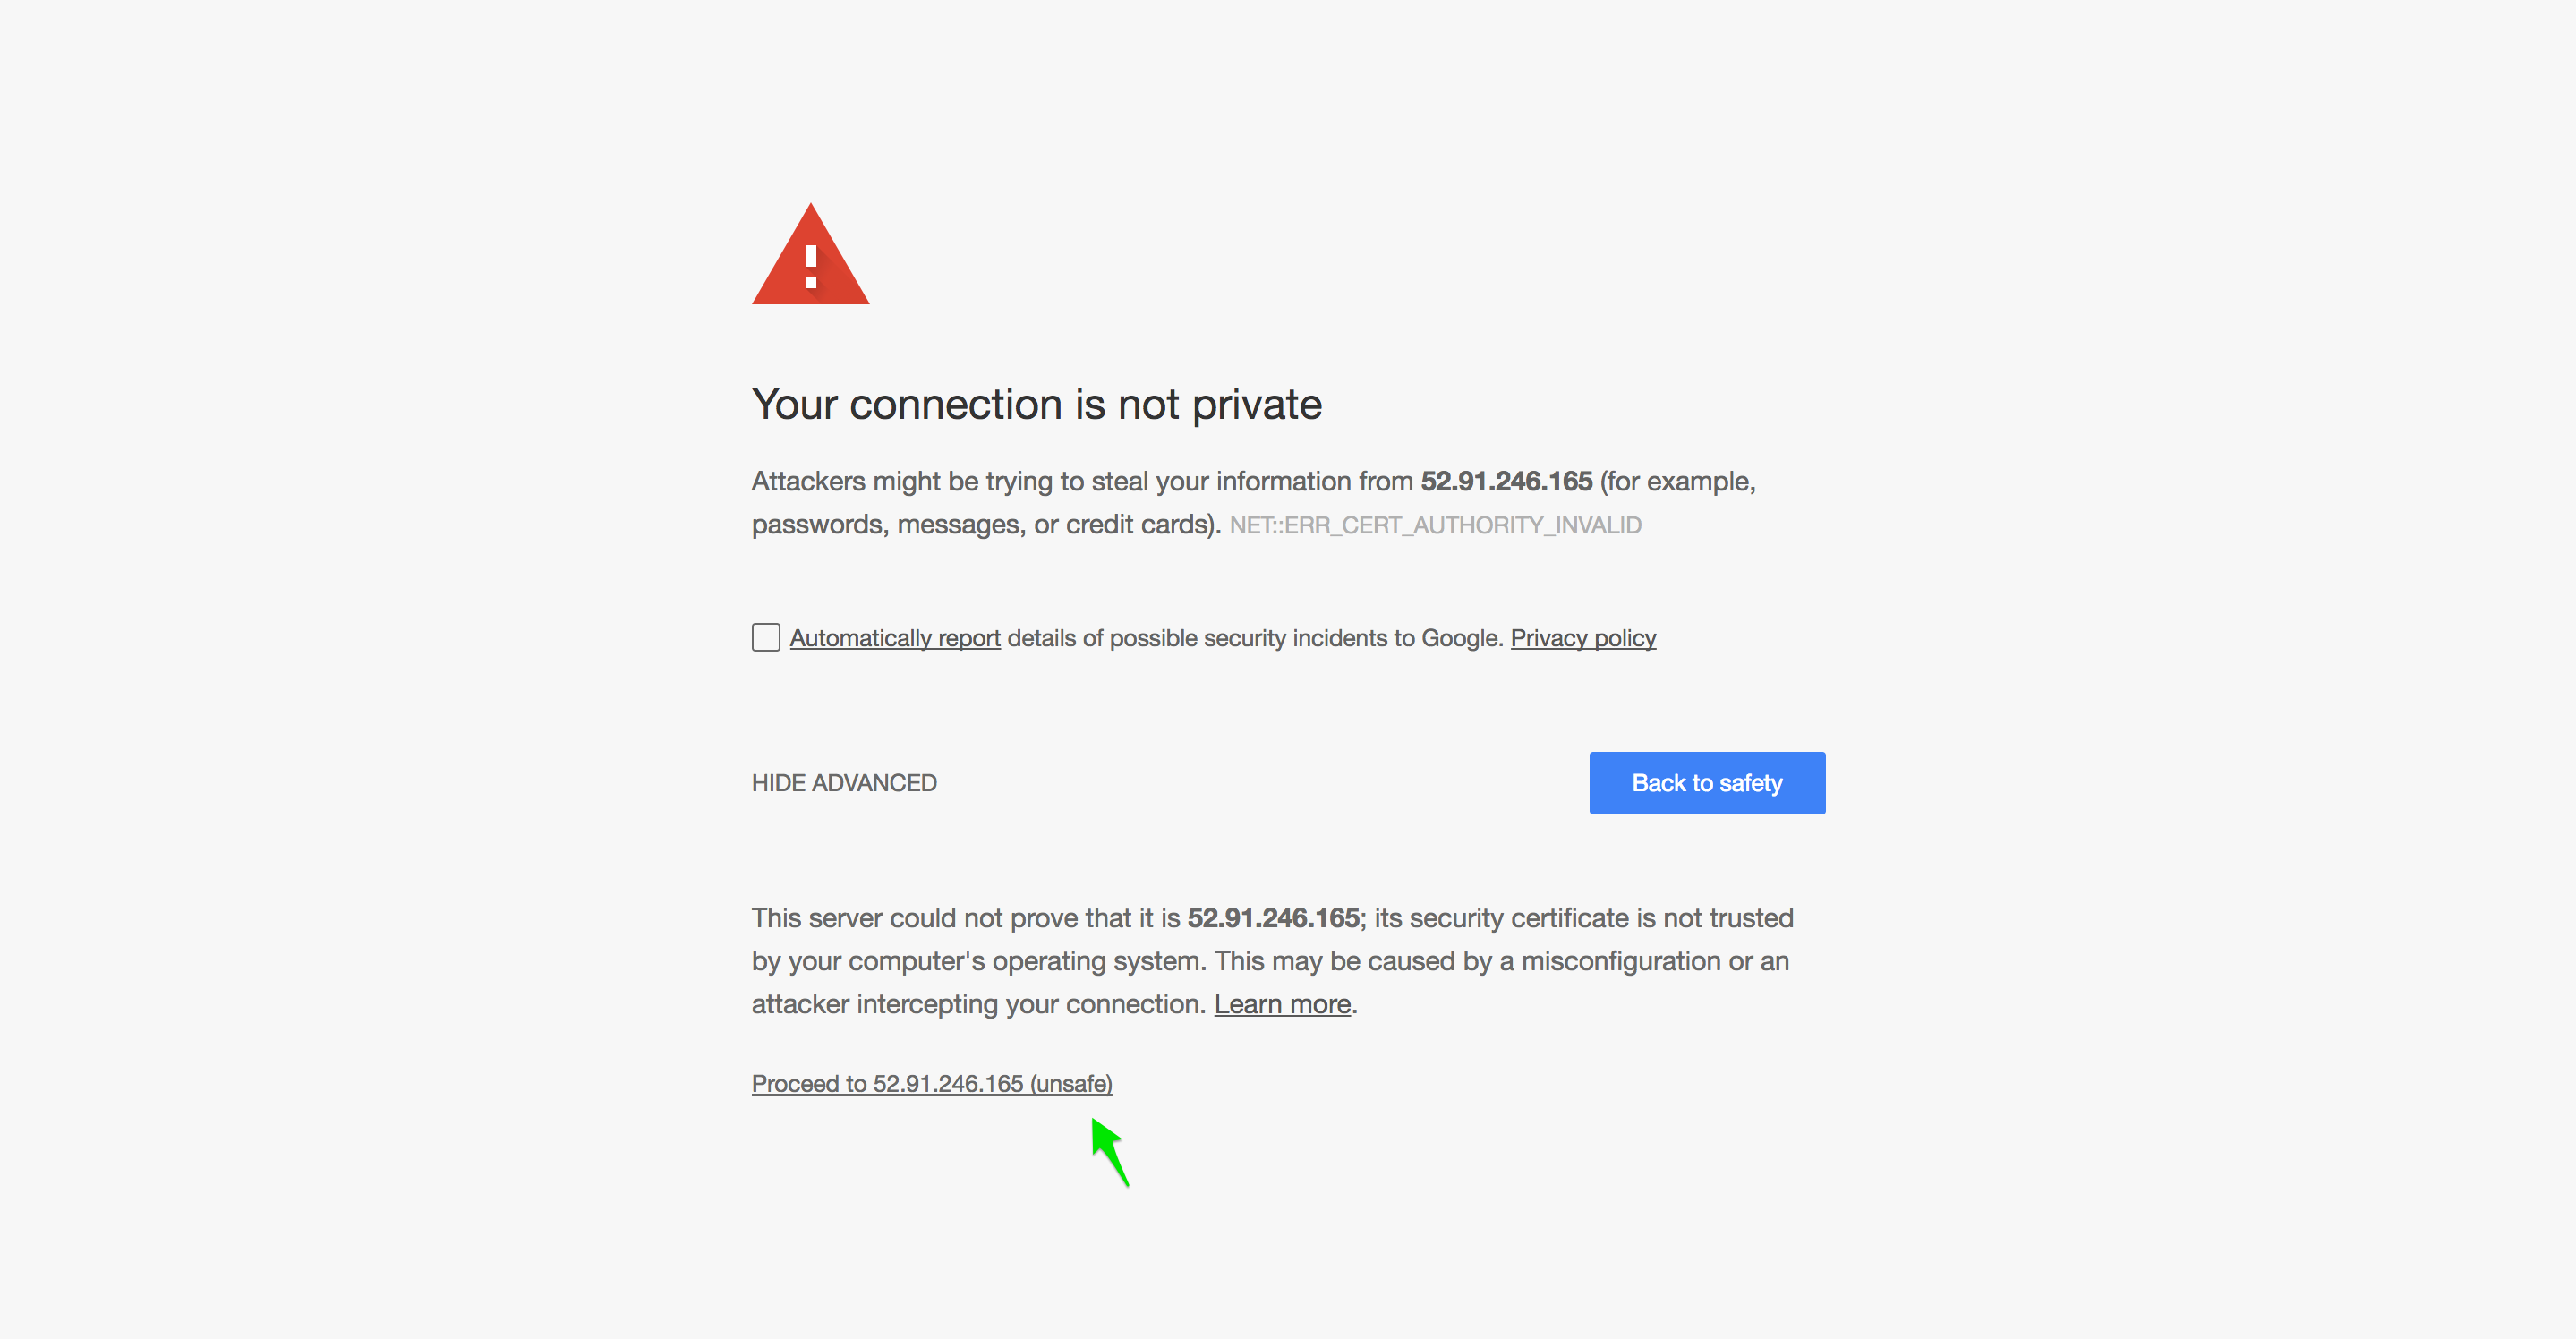 Your connection is not private
Attackers might be trying to steal your information from 52.91.246.165 (for example,
passwords, messages, or credit cards). NET::ERR_CERT_AUTHORITY_INVALID
Automatically report details of possible security incidents to Google. Privacy policy
HIDE ADVANCED
Back to safety
This server could not prove that it is 52.91.246.165; its security certificate is not trusted
by your computer's operating system. This may be caused by a misconfiguration or an
attacker intercepting your connection. Learn more.
Proceed to 52.91.246.165 (unsafe)